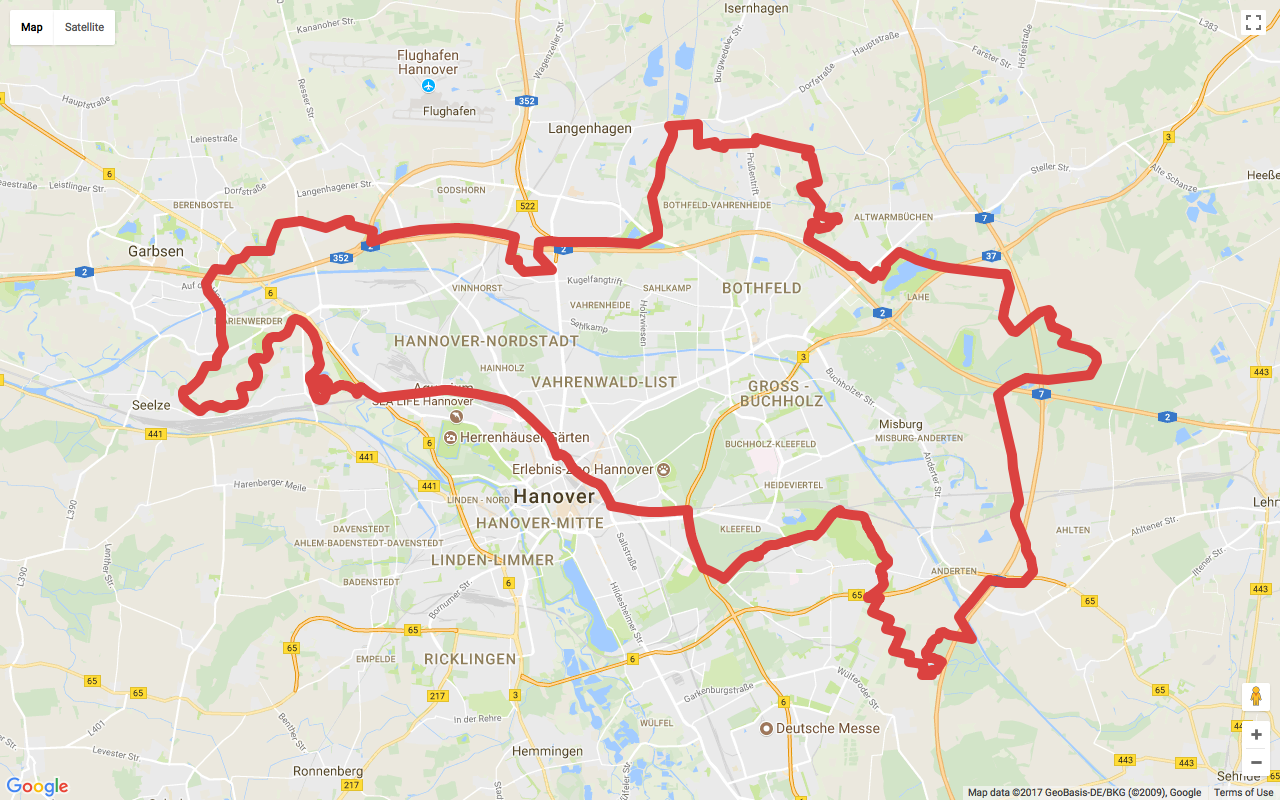 Isernhagen
Map
Satellite
Kananoher Str.
Wagenzeller Str.
Hauptstraße
Burgwedeler Str.
Farster Str.
Höfestraße
L383
Flughafen
Hannover
Dorfstraße
Hauptstraße
Resser Str.
352
Flughafen
Langenhagen
3
Leinestraße
Steller Str.
Alte Schanze
Heeße
6
Leistlinger Str.
Dorfstraße
Langenhagener Str.
GODSHORN
Prüßentrift
BERENBOSTEL
522
BOTHFELD-VAHRENHEIDE
ALTWARMBÜCHEN
7
Garbsen
352
2
37
2
Kugelfangtrift
VINNHORST
SAHLKAMP
BOTHFELD
6
VAHRENHEIDE
Holzwiesen
LAHE
2
Sahlkamp
HANNOVER-NORDSTADT
3
HAINHOLZ
VAHRENWALD-LIST
GROSS -
BUCHHOLZ
Buchholzer Str.
443
SEA LIFE Hannover
7
Seelze
2
441
Herrenhäuser Gärten
Misburg
MISBURG-ANDERTEN
6
BUCHHOLZ-KLEEFELD
441
Erlebnis-Zoo Hannover
Anderter Str.
Harenberger Meile
441
HEIDEVIERTEL
LINDEN - NORD
Hanover
L390
Lehr
HANOVER-MITTE
DAVENSTEDT
KLEEFELD
AHLTEN
Ahltener Str.
AHLEM-BADENSTEDT-DAVENSTEDT
Sallstraße
LINDEN-LIMMER
Lenther Str.
Iltener Str.
L390
BADENSTEDT
6
ANDERTEN
Bornumer Str.
Hildesheimer Str.
65
65
65
65
EMPELDE
RICKLINGEN
6
65
65
217
3
Garkenburgstraße
Wülferoder Str.
65
6
L401
Benther Str.
In der Rehre
WÜLFEL
Deutsche Messe
443
Levester Str.
Hemmingen
443
443
Ronnenberg
217
Sehnde
65
Google
Map data ©2017 GeoBasis-DE/BKG (©2009), Google
Terms of Use